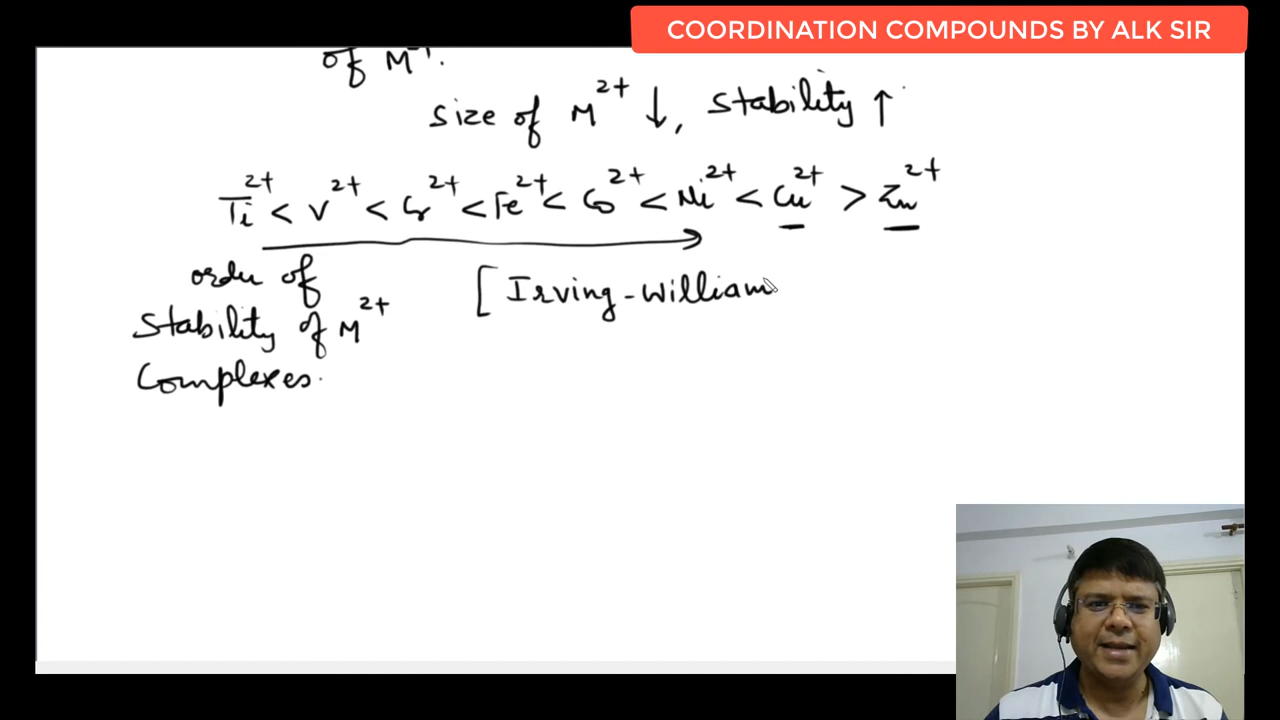 COORDINATION COMPOUNDS BY ALK SIR
of M⁺.
size of M²⁺ ↓, stability ↑
Ti²⁺ < V²⁺ < Cr²⁺ < Fe²⁺ < Co²⁺ < Ni²⁺ < Cu²⁺ > Zn²⁺
order of
Stability of M²⁺
Complexes.
[Irving-William